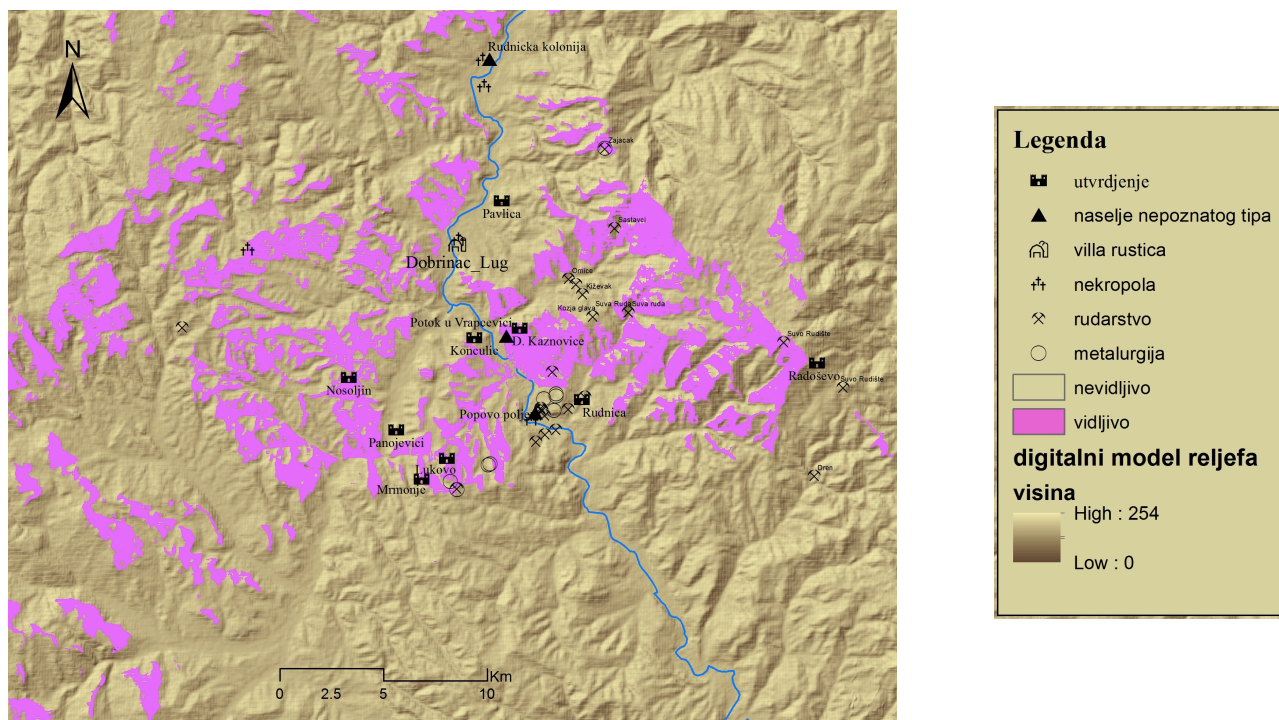 N
Rudnicka kolonija
Zajacak
Pavlica
Sastavci
Dobrinac_Lug
Ornice
Kiževak
Kozja glava
Suva Ruda
Suva ruda
Potok u Vrapcevici
Konculic
D. Kaznovice
Suvo Rudište
Radoševo
Suvo Rudište
Nosoljin
Popovo polje
Rudnica
Panojevici
Lukovo
Mrmonje
Dren
Km
0 2.5 5 10
Legenda
utvrdjenje
naselje nepoznatog tipa
villa rustica
nekropola
rudarstvo
metalurgija
nevidljivo
vidljivo
digitalni model reljefa
visina
High : 254
Low : 0